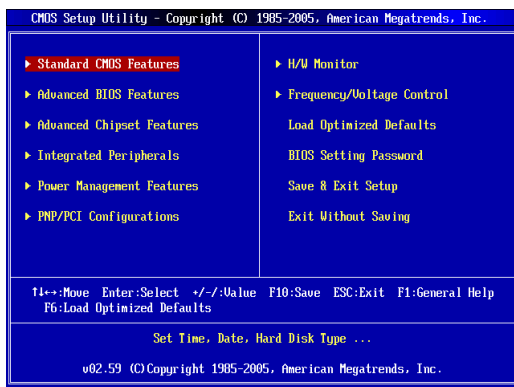 CMOS Setup Utility - Copyright (C) 1985-2005, American Megatrends, Inc.
Standard CMOS Features
Advanced BIOS Features
Advanced Chipset Features
Integrated Peripherals
Power Management Features
PNP/PCI Configurations
H/W Monitor
Frequency/Voltage Control
Load Optimized Defaults
BIOS Setting Password
Save & Exit Setup
Exit Without Saving
↑↓←→:Move Enter:Select +/-/:Value F10:Save ESC:Exit F1:General Help
F6:Load Optimized Defaults
Set Time, Date, Hard Disk Type ...
v02.59 (C)Copyright 1985-2005, American Megatrends, Inc.